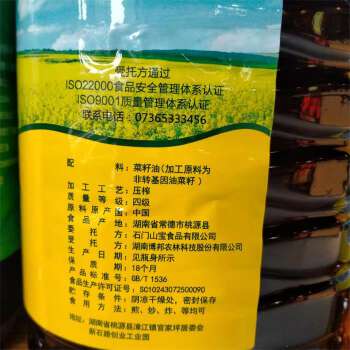 受托方通过
ISO22000食品安全管理体系认证
ISO9001质量管理体系认证
联系电话：07365333456
配料：菜籽油（加工原料为
非转基因油菜籽）
加工工艺：压榨
质量等级：四级
原料原产国：中国
食品产地：湖南省常德市桃源县
委托方：石门山宝食品有限公司
受托方：湖南博邦农林科技股份有限公司
生产日期：见瓶身所示
保质期：18个月
产品标准号：GB/T 1536
食品生产许可证号：SC10243072500090
贮存条件：阴凉干燥处，密封保存
食用方法：煎、炒、炸、等均可
地址：湖南省桃源县漳江镇官家坪居委会
新石路创业工业园